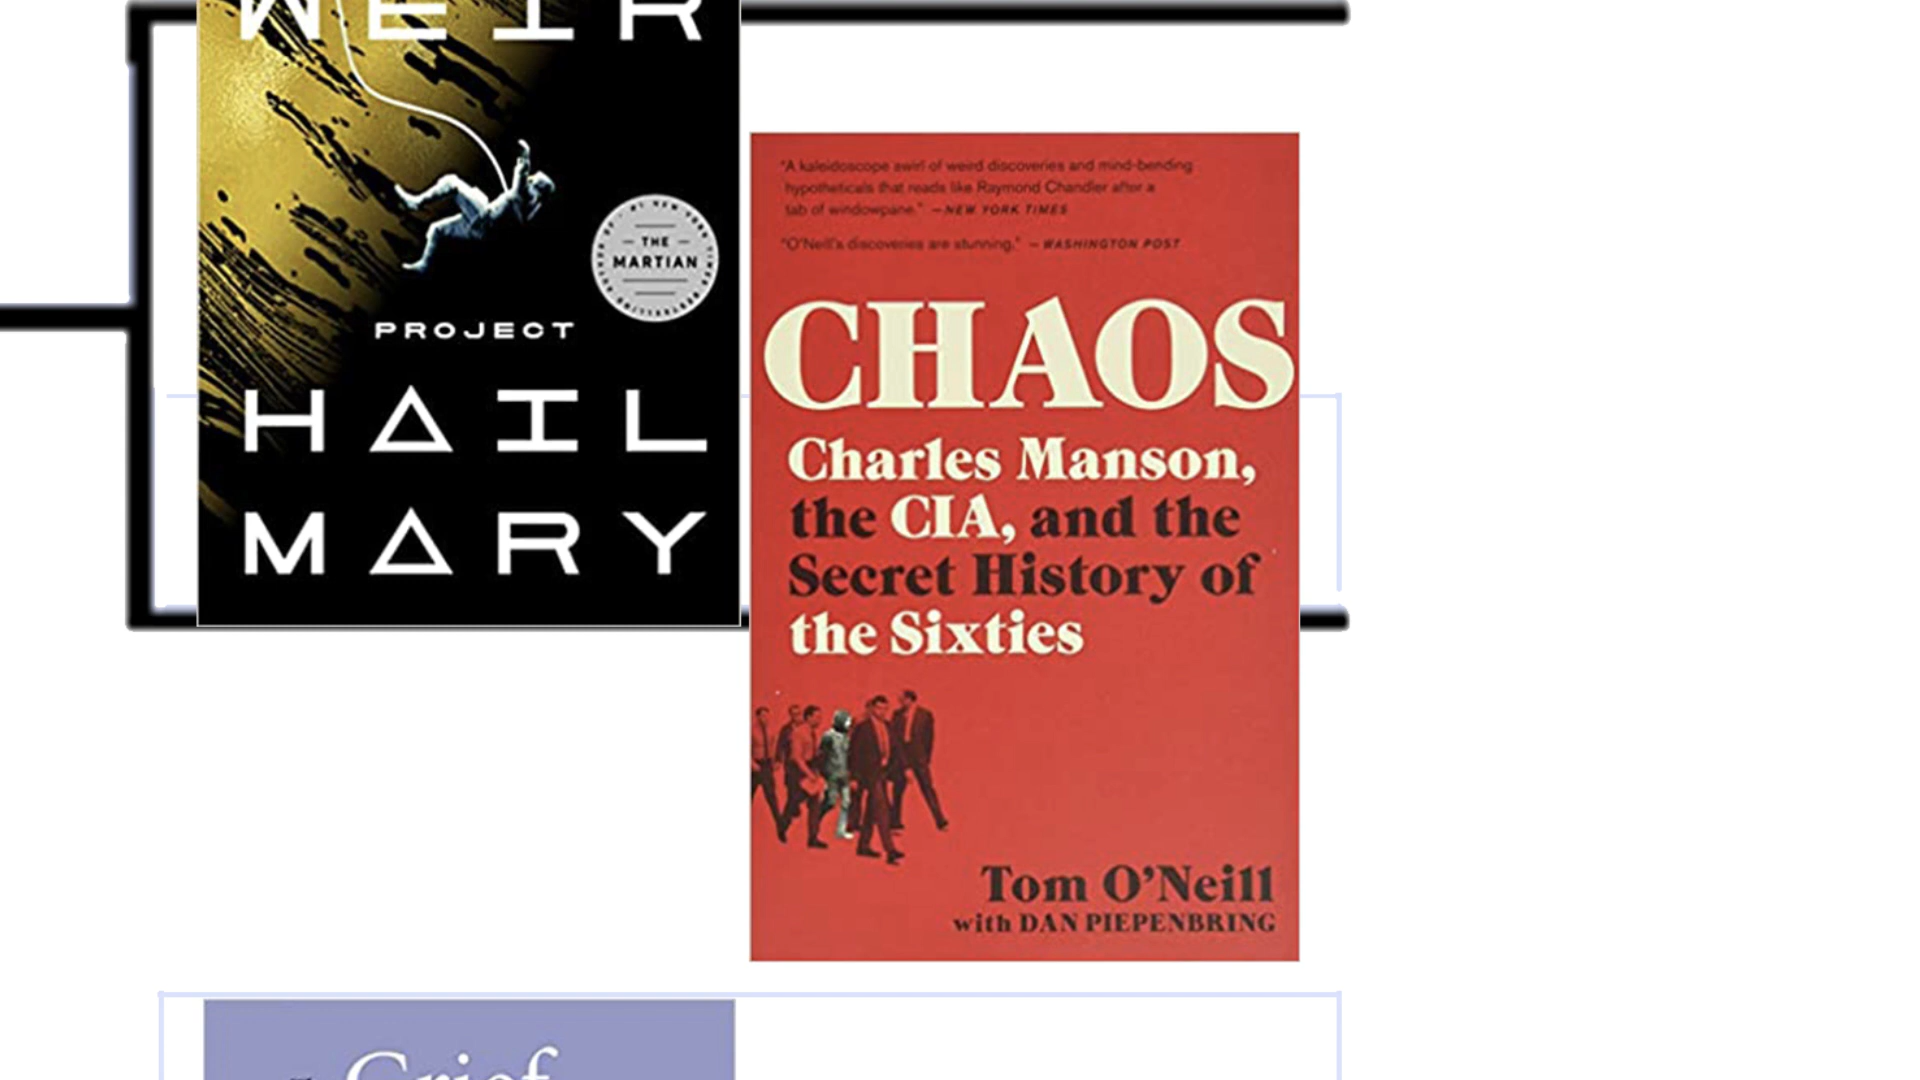 WEIR
THE
MARTIAN
PROJECT
HAIL
MARY
"A kaleidoscope swirl of weird discoveries and mind-bending
hypotheticals that reads like Raymond Chandler after a
tab of windowpane." —NEW YORK TIMES
"O'Neill's discoveries are stunning." —WASHINGTON POST
CHAOS
Charles Manson,
the CIA, and the
Secret History of
the Sixties
Tom O'Neill
with DAN PIEPENBRING
Grief